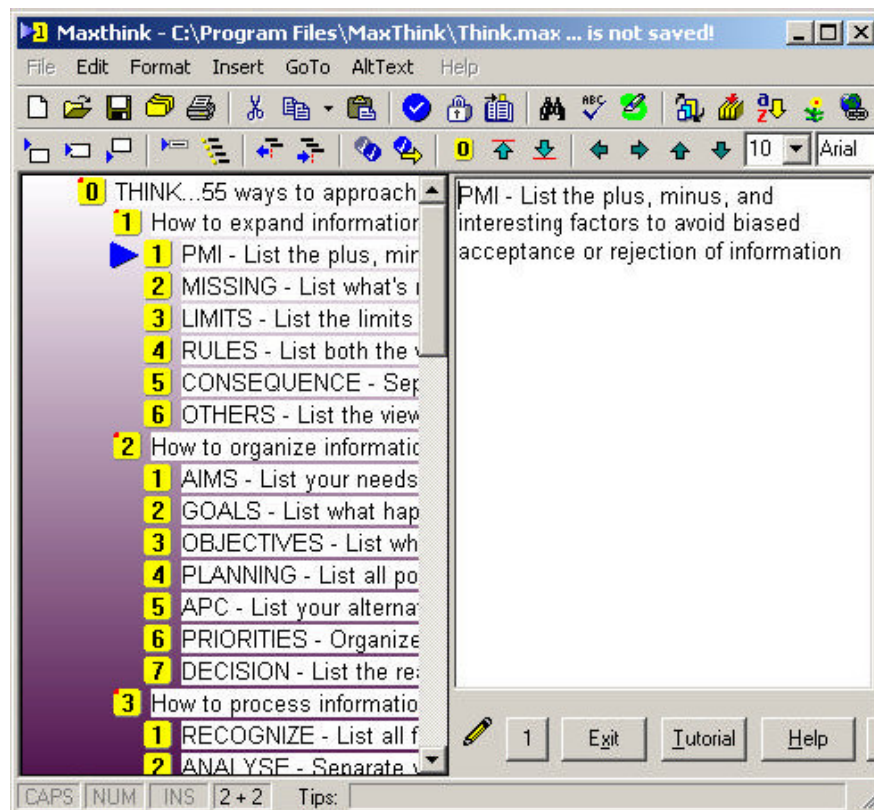 Maxthink - C:\Program Files\MaxThink\Think.max ... is not saved!
File Edit Format Insert GoTo AltText Help
ABC a z
0 10 Arial
0 THINK...55 ways to approach
1 How to expand information
1 PMI - List the plus, min
2 MISSING - List what's
3 LIMITS - List the limits
4 RULES - List both the
5 CONSEQUENCE - Sep
6 OTHERS - List the view
2 How to organize informatio
1 AIMS - List your needs
2 GOALS - List what hap
3 OBJECTIVES - List wh
4 PLANNING - List all po
5 APC - List your alterna
6 PRIORITIES - Organize
7 DECISION - List the rea
3 How to process informatio
1 RECOGNIZE - List all f
2 ANALYSE - Separate
PMI - List the plus, minus, and
interesting factors to avoid biased
acceptance or rejection of information
1 Exit Tutorial Help
CAPS NUM INS 2 + 2 Tips: